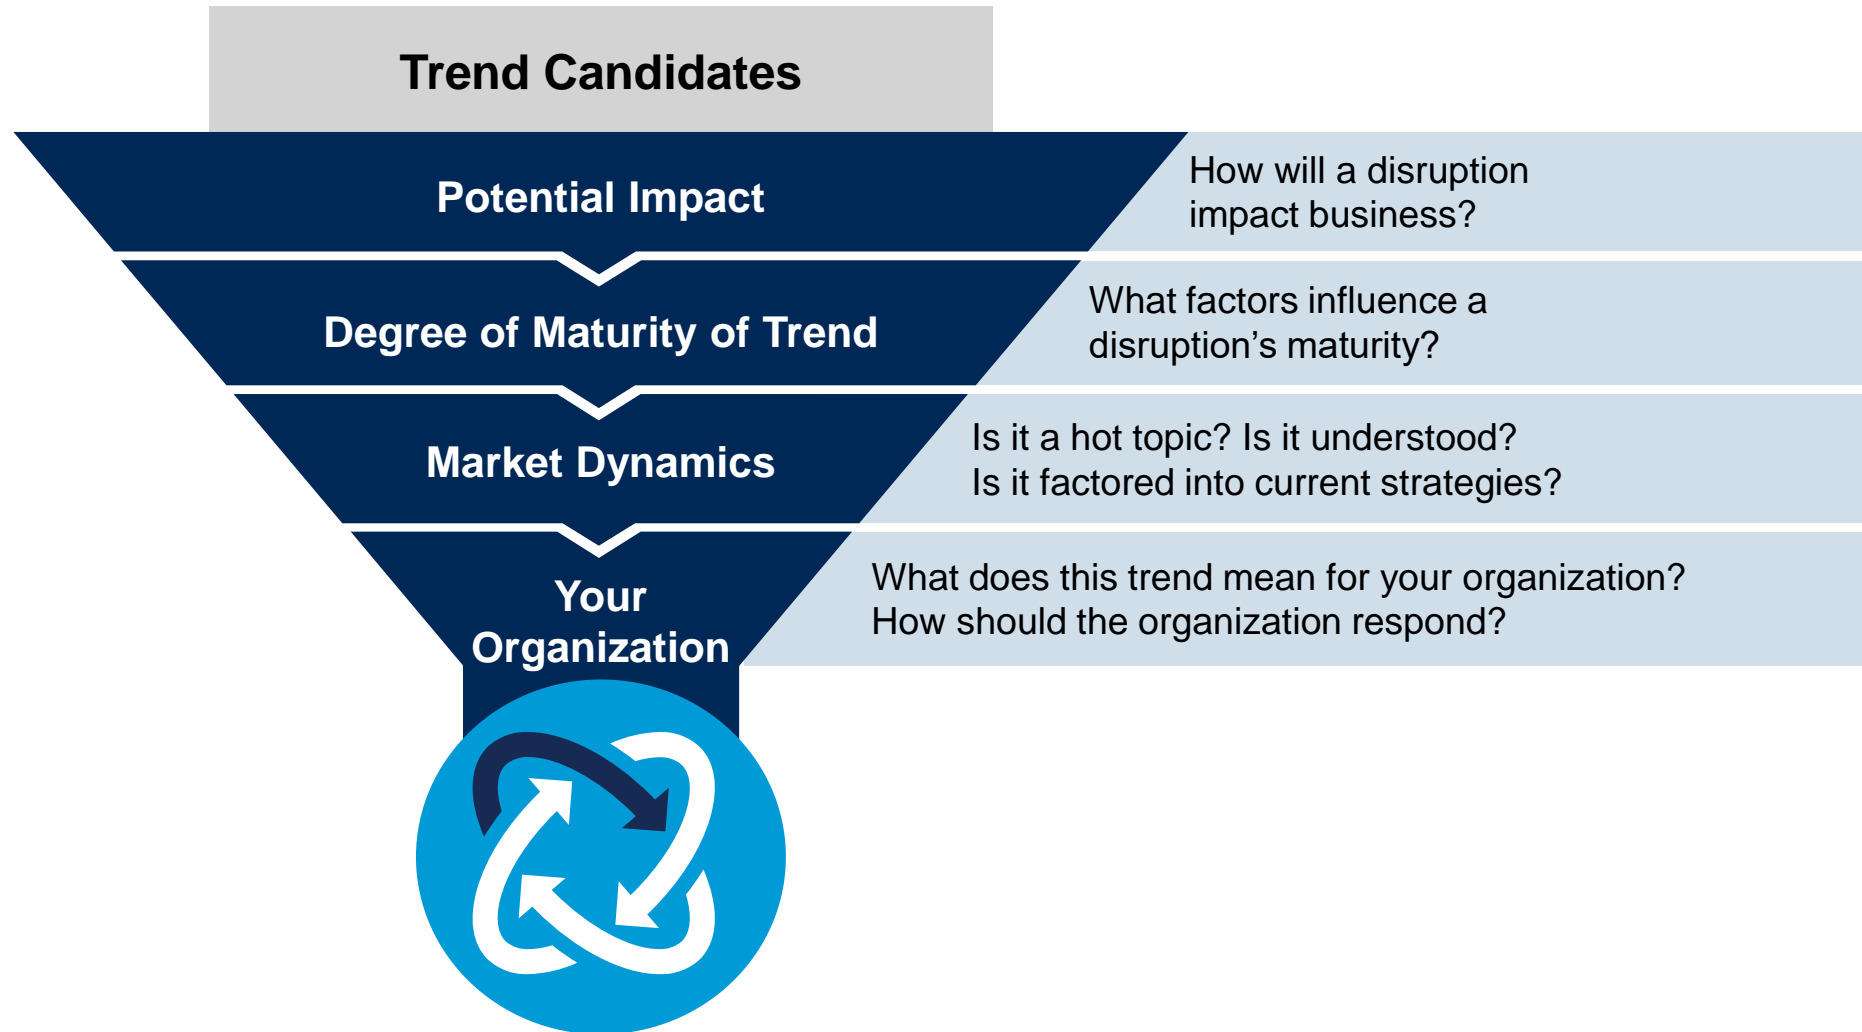 Trend Candidates
Potential Impact
How will a disruption
impact business?
Degree of Maturity of Trend
What factors influence a
disruption’s maturity?
Market Dynamics
Is it a hot topic? Is it understood?
Is it factored into current strategies?
Your
Organization
What does this trend mean for your organization?
How should the organization respond?